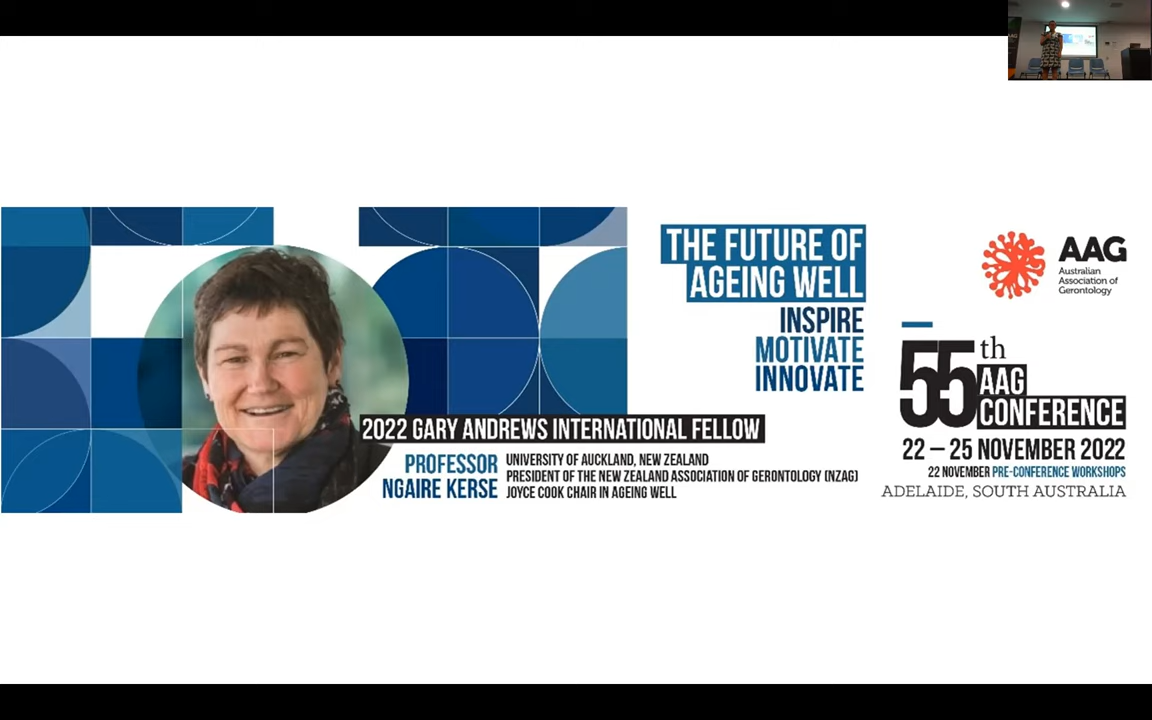 THE FUTURE OF
AGEING WELL
INSPIRE
MOTIVATE
INNOVATE
2022 GARY ANDREWS INTERNATIONAL FELLOW
PROFESSOR
NGAIRE KERSE
UNIVERSITY OF AUCKLAND, NEW ZEALAND
PRESIDENT OF THE NEW ZEALAND ASSOCIATION OF GERONTOLOGY (NZAG)
JOYCE COOK CHAIR IN AGEING WELL
AAG
Australian
Association of
Gerontology
55th
AAG
CONFERENCE
22 – 25 NOVEMBER 2022
22 NOVEMBER PRE-CONFERENCE WORKSHOPS
ADELAIDE, SOUTH AUSTRALIA